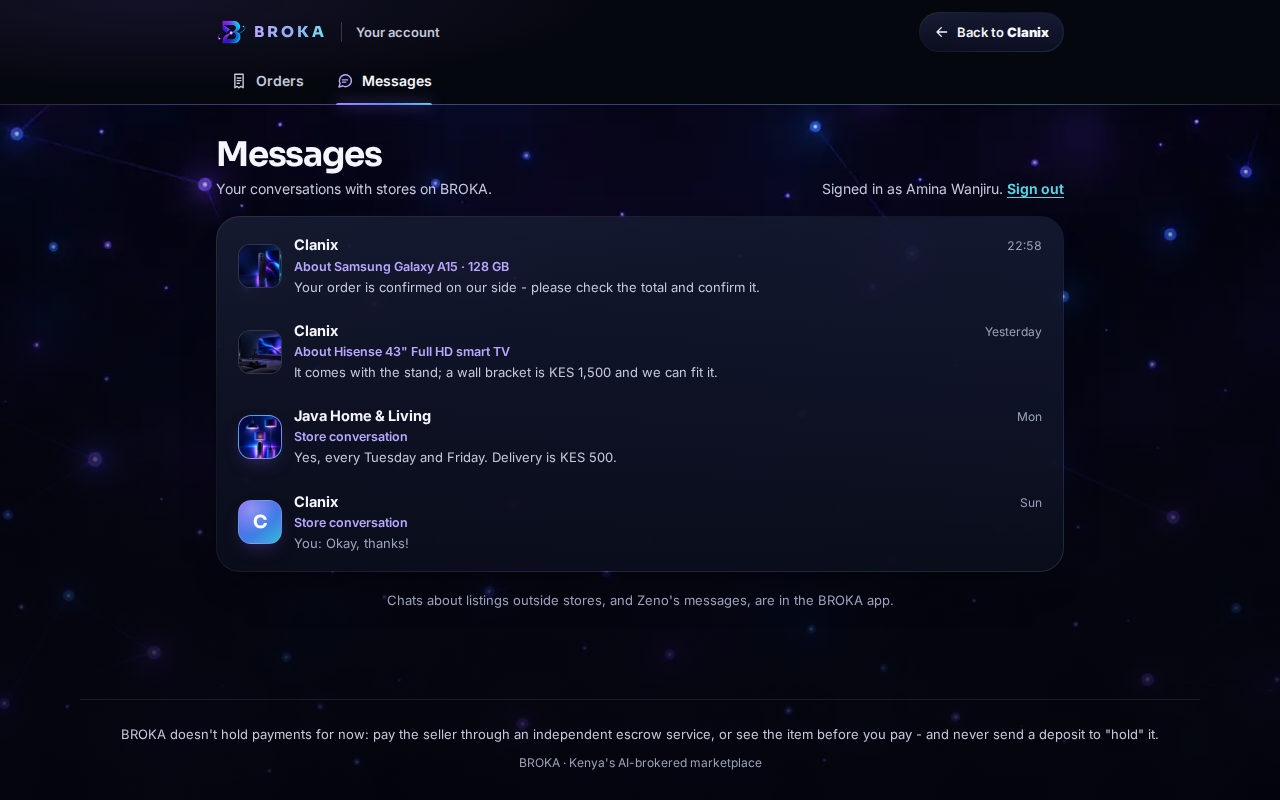 BROKA
Your account
← Back to Clanix
Orders
Messages
Messages
Your conversations with stores on BROKA.
Signed in as Amina Wanjiru. Sign out
Clanix
22:58
About Samsung Galaxy A15 · 128 GB
Your order is confirmed on our side - please check the total and confirm it.
Clanix
Yesterday
About Hisense 43" Full HD smart TV
It comes with the stand; a wall bracket is KES 1,500 and we can fit it.
Java Home & Living
Mon
Store conversation
Yes, every Tuesday and Friday. Delivery is KES 500.
C
Clanix
Sun
Store conversation
You: Okay, thanks!
Chats about listings outside stores, and Zeno's messages, are in the BROKA app.
BROKA doesn't hold payments for now: pay the seller through an independent escrow service, or see the item before you pay - and never send a deposit to "hold" it.
BROKA · Kenya's AI-brokered marketplace